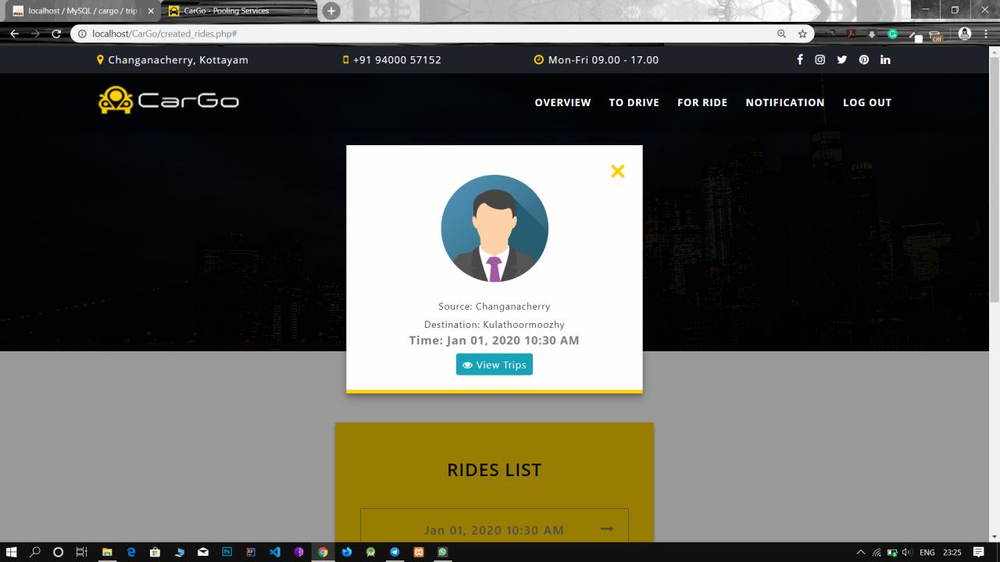 localhost / MySQL / cargo / trip
CarGo - Pooling Services
localhost/CarGo/created_rides.php#
Off
Changanacherry, Kottayam
+91 94000 57152
Mon-Fri 09.00 - 17.00
CarGo
OVERVIEW
TO DRIVE
FOR RIDE
NOTIFICATION
LOG OUT
Source: Changanacherry
Destination: Kulathoormoozhy
Time: Jan 01, 2020 10:30 AM
View Trips
RIDES LIST
Jan 01, 2020 10:30 AM
ENG
23:25